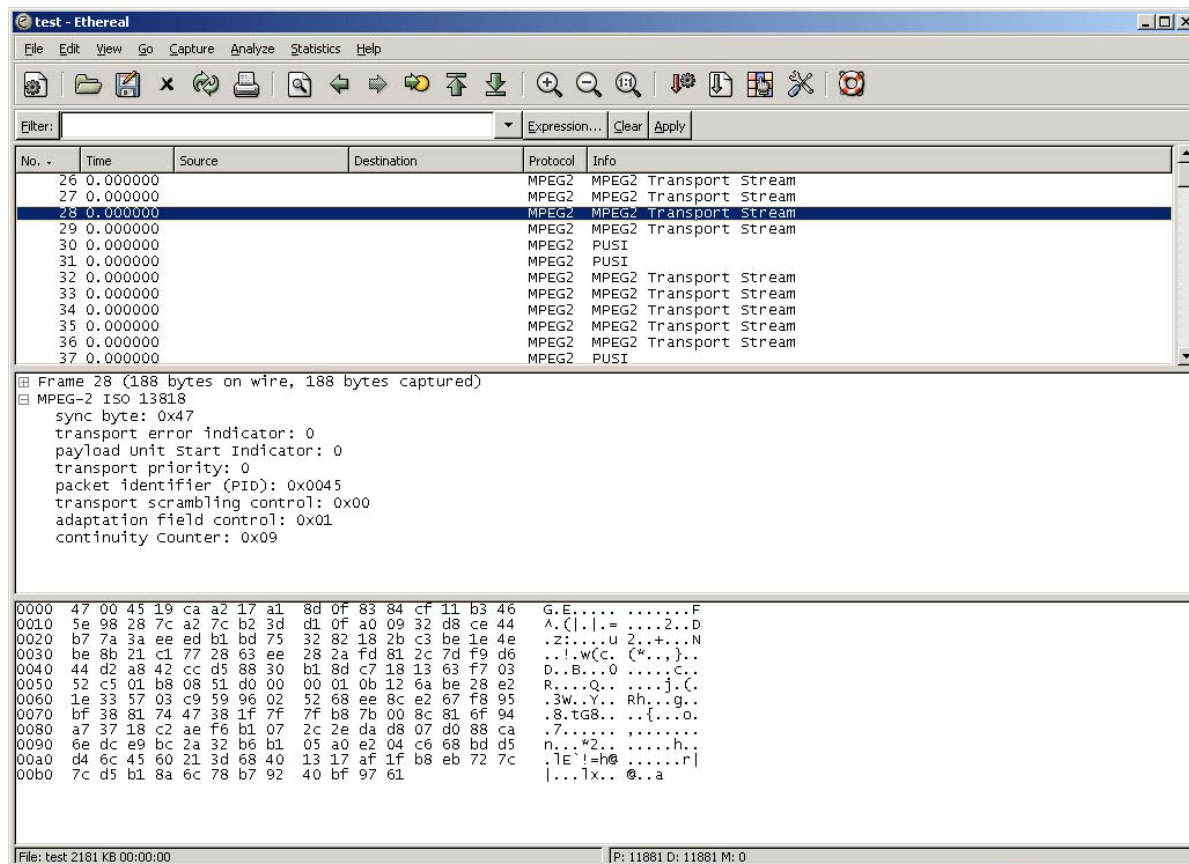 test - Ethereal
File Edit View Go Capture Analyze Statistics Help
Filter: Expression... Clear Apply
No. - Time Source Destination Protocol Info
26 0.000000 MPEG2 MPEG2 Transport Stream
27 0.000000 MPEG2 MPEG2 Transport Stream
28 0.000000 MPEG2 MPEG2 Transport Stream
29 0.000000 MPEG2 MPEG2 Transport Stream
30 0.000000 MPEG2 PUSI
31 0.000000 MPEG2 PUSI
32 0.000000 MPEG2 MPEG2 Transport Stream
33 0.000000 MPEG2 MPEG2 Transport Stream
34 0.000000 MPEG2 MPEG2 Transport Stream
35 0.000000 MPEG2 MPEG2 Transport Stream
36 0.000000 MPEG2 MPEG2 Transport Stream
37 0.000000 MPEG2 PUSI
Frame 28 (188 bytes on wire, 188 bytes captured)
MPEG-2 ISO 13818
sync byte: 0x47
transport error indicator: 0
payload Unit Start Indicator: 0
transport priority: 0
packet identifier (PID): 0x0045
transport scrambling control: 0x00
adaptation field control: 0x01
continuity Counter: 0x09
0000 47 00 45 19 ca a2 17 a1 8d 0f 83 84 cf 11 b3 46 G.E..... .......F
0010 5e 98 28 7c a2 7c b2 3d d1 0f a0 09 32 d8 ce 44 ^.(|.|.= ....2..D
0020 b7 7a 3a ee ed b1 bd 75 32 82 18 2b c3 be 1e 4e .z:....u 2..+...N
0030 be 8b 21 c1 77 28 63 ee 28 2a fd 81 2c 7d f9 d6 ..!.w(c. (*..,}..
0040 44 d2 a8 42 cc d5 88 30 b1 8d c7 18 13 63 f7 03 D..B...0 .....c..
0050 52 c5 01 b8 08 51 d0 00 00 01 0b 12 6a be 28 e2 R....Q.. ....j.(.
0060 1e 33 57 03 c9 59 96 02 52 68 ee 8c e2 67 f8 95 .3W..Y.. Rh...g..
0070 bf 38 81 74 47 38 1f 7f 7f b8 7b 00 8c 81 6f 94 .8.tG8.. ..{...o.
0080 a7 37 18 c2 ae f6 b1 07 2c 2e da d8 07 d0 88 ca .7...... ,.......
0090 6e dc e9 bc 2a 32 b6 b1 05 a0 e2 04 c6 68 bd d5 n...*2.. .....h..
00a0 d4 6c 45 60 21 3d 68 40 13 17 af 1f b8 eb 72 7c .lE`!=h@ ......r|
00b0 7c d5 b1 8a 6c 78 b7 92 40 bf 97 61 |...lx.. @..a
File: test 2181 KB 00:00:00 P: 11881 D: 11881 M: 0